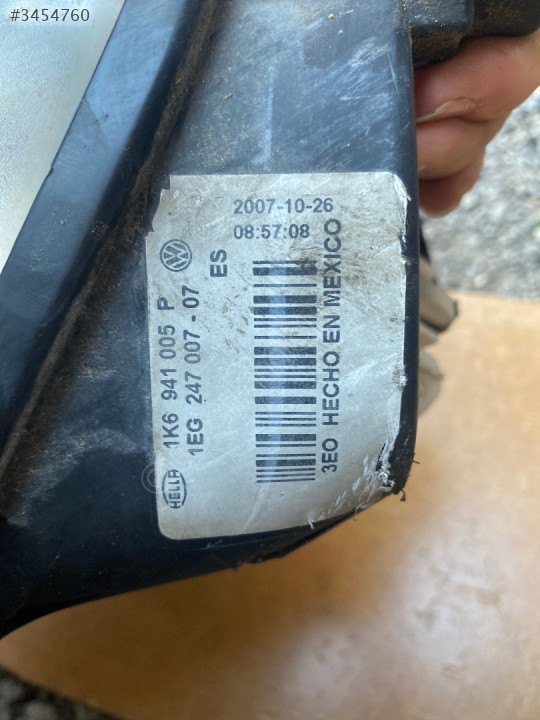 #3454760
2007-10-26
08:57:08
HELLA 1K6 941 005 P
1EG 247 007 - 07 ES
3EO HECHO EN MEXICO